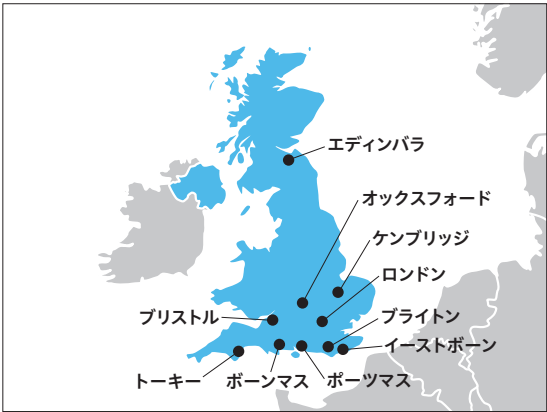 エディンバラ
オックスフォード
ケンブリッジ
ロンドン
ブリストル
ブライトン
イーストボーン
トーキー
ボーンマス
ポーツマス